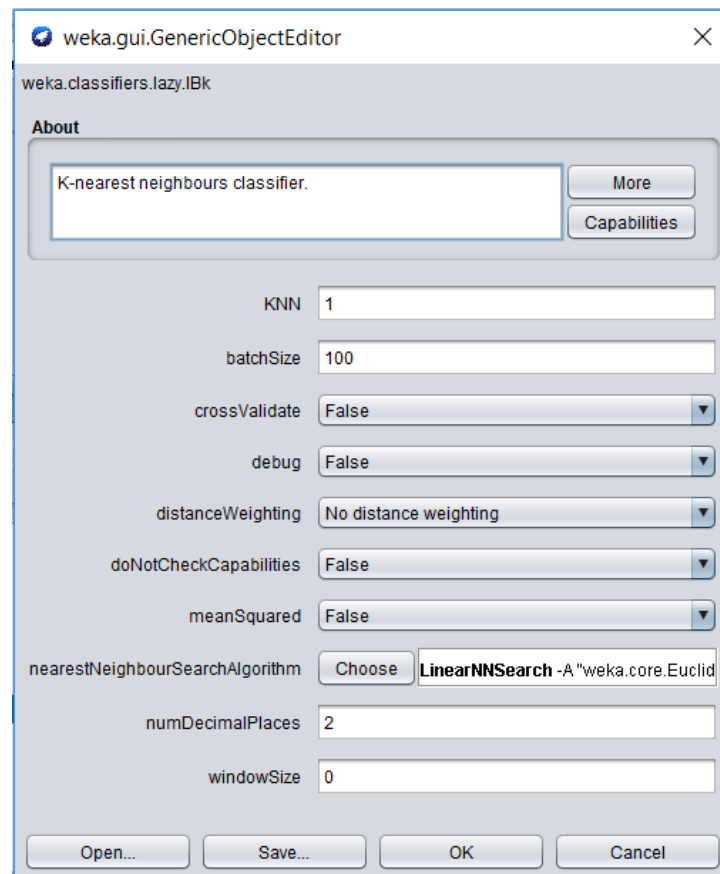 weka.gui.GenericObjectEditor
weka.classifiers.lazy.IBk
About
K-nearest neighbours classifier.
More
Capabilities
KNN 1
batchSize 100
crossValidate False
debug False
distanceWeighting No distance weighting
doNotCheckCapabilities False
meanSquared False
nearestNeighbourSearchAlgorithm Choose LinearNNSearch -A "weka.core.Euclid
numDecimalPlaces 2
windowSize 0
Open... Save... OK Cancel